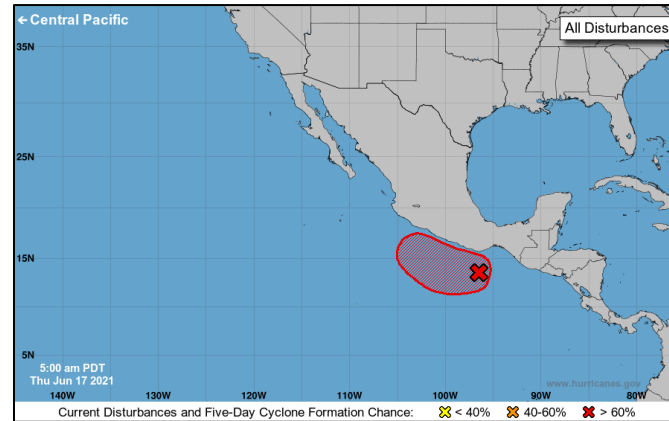 ← Central Pacific
All Disturbances
35N
25N
15N
5N
5:00 am PDT
Thu Jun 17 2021
www.hurricanes.gov
140W 130W 120W 110W 100W 90W 80W
Current Disturbances and Five-Day Cyclone Formation Chance: < 40% 40-60% > 60%